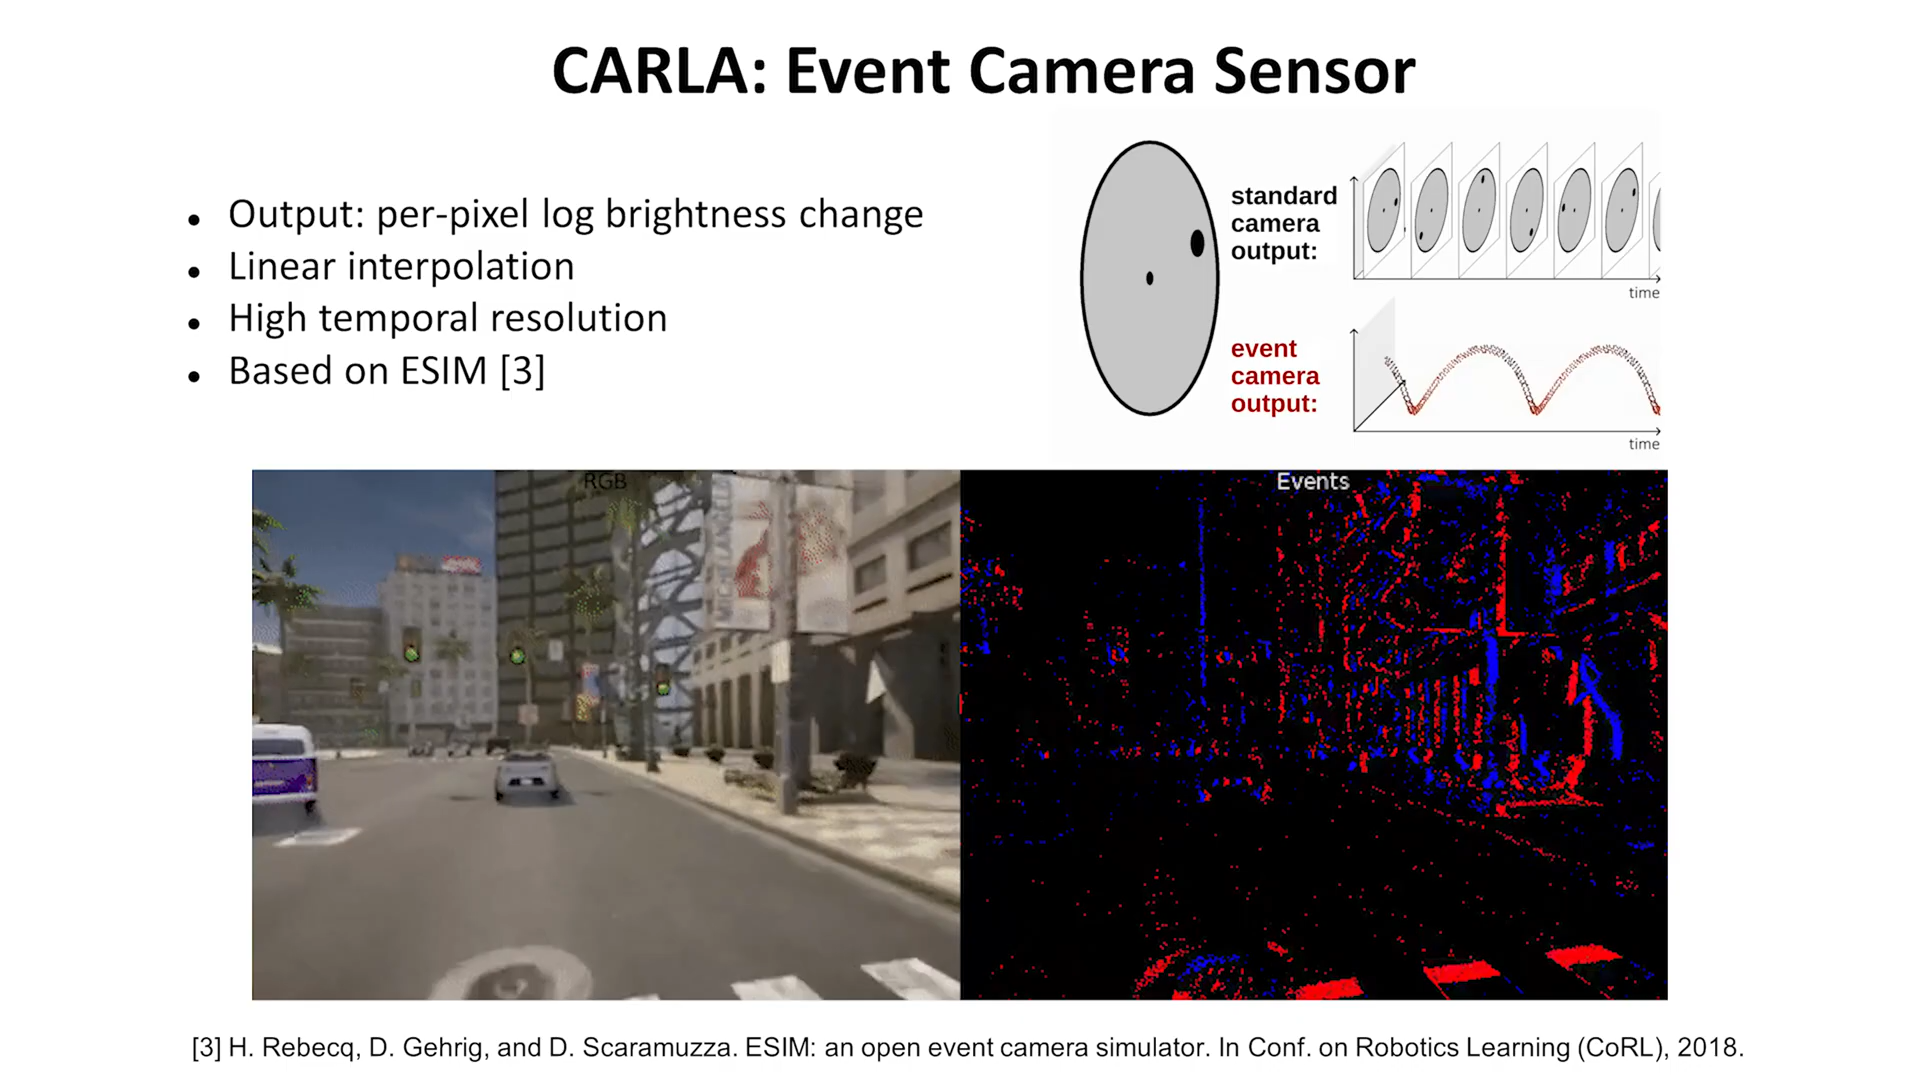 CARLA: Event Camera Sensor
• Output: per-pixel log brightness change
• Linear interpolation
• High temporal resolution
• Based on ESIM [3]
standard
camera
output:
time
event
camera
output:
time
RGB
Events
[3] H. Rebecq, D. Gehrig, and D. Scaramuzza. ESIM: an open event camera simulator. In Conf. on Robotics Learning (CoRL), 2018.